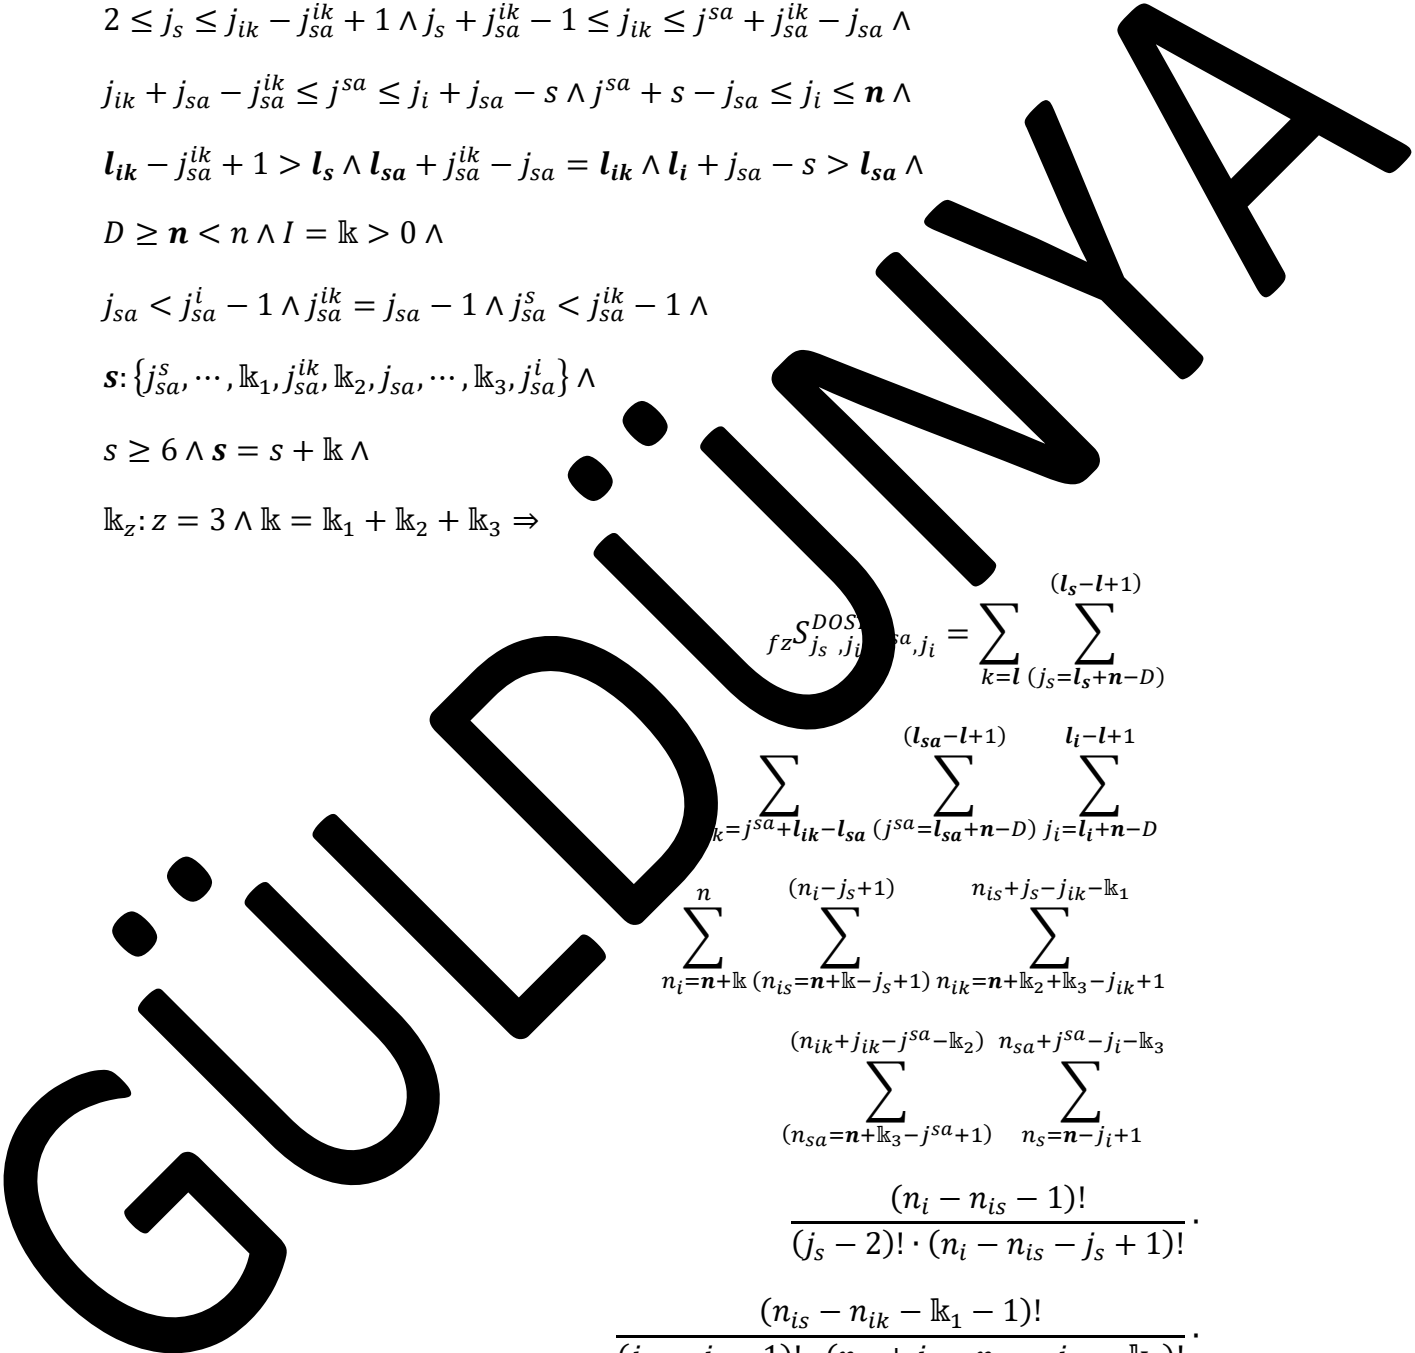 2 ≤ j_s ≤ j_{ik} − j_{sa}^{ik} + 1 ∧ j_s + j_{sa}^{ik} − 1 ≤ j_{ik} ≤ j^{sa} + j_{sa}^{ik} − j_{sa} ∧
j_{ik} + j_{sa} − j_{sa}^{ik} ≤ j^{sa} ≤ j_i + j_{sa} − s ∧ j^{sa} + s − j_{sa} ≤ j_i ≤ n ∧
l_{ik} − j_{sa}^{ik} + 1 > l_s ∧ l_{sa} + j_{sa}^{ik} − j_{sa} = l_{ik} ∧ l_i + j_{sa} − s > l_{sa} ∧
D ≥ n < n ∧ I = 𝕜 > 0 ∧
j_{sa} < j_{sa}^i − 1 ∧ j_{sa}^{ik} = j_{sa} − 1 ∧ j_{sa}^s < j_{sa}^{ik} − 1 ∧
s: {j_{sa}^s, ⋯ , 𝕜_1, j_{sa}^{ik}, 𝕜_2, j_{sa}, ⋯ , 𝕜_3, j_{sa}^i} ∧
s ≥ 6 ∧ s = s + 𝕜 ∧
𝕜_z: z = 3 ∧ 𝕜 = 𝕜_1 + 𝕜_2 + 𝕜_3 ⇒
= ∑_{k=l} ∑_{(j_s=l_s+n−D)}^{(l_s−l+1)}
∑_{k=j^{sa}+l_{ik}−l_{sa}} ∑_{(j^{sa}=l_{sa}+n−D)}^{(l_{sa}−l+1)} ∑_{j_i=l_i+n−D}^{l_i−l+1}
∑_{n_i=n+𝕜}^{n} ∑_{(n_{is}=n+𝕜−j_s+1)}^{(n_i−j_s+1)} ∑_{n_{ik}=n+𝕜_2+𝕜_3−j_{ik}+1}^{n_{is}+j_s−j_{ik}−𝕜_1}
∑_{(n_{sa}=n+𝕜_3−j^{sa}+1)}^{(n_{ik}+j_{ik}−j^{sa}−𝕜_2)} ∑_{n_s=n−j_i+1}^{n_{sa}+j^{sa}−j_i−𝕜_3}
(n_i − n_{is} − 1)!
(j_s − 2)! · (n_i − n_{is} − j_s + 1)! ·
(n_{is} − n_{ik} − 𝕜_1 − 1)!
GÜLDÜNYA